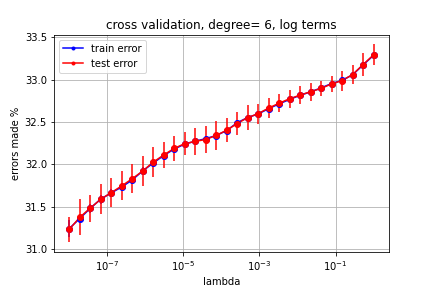 cross validation, degree= 6, log terms
train error
test error
errors made %
33.5
33.0
32.5
32.0
31.5
31.0
10⁻⁷
10⁻⁵
10⁻³
10⁻¹
lambda